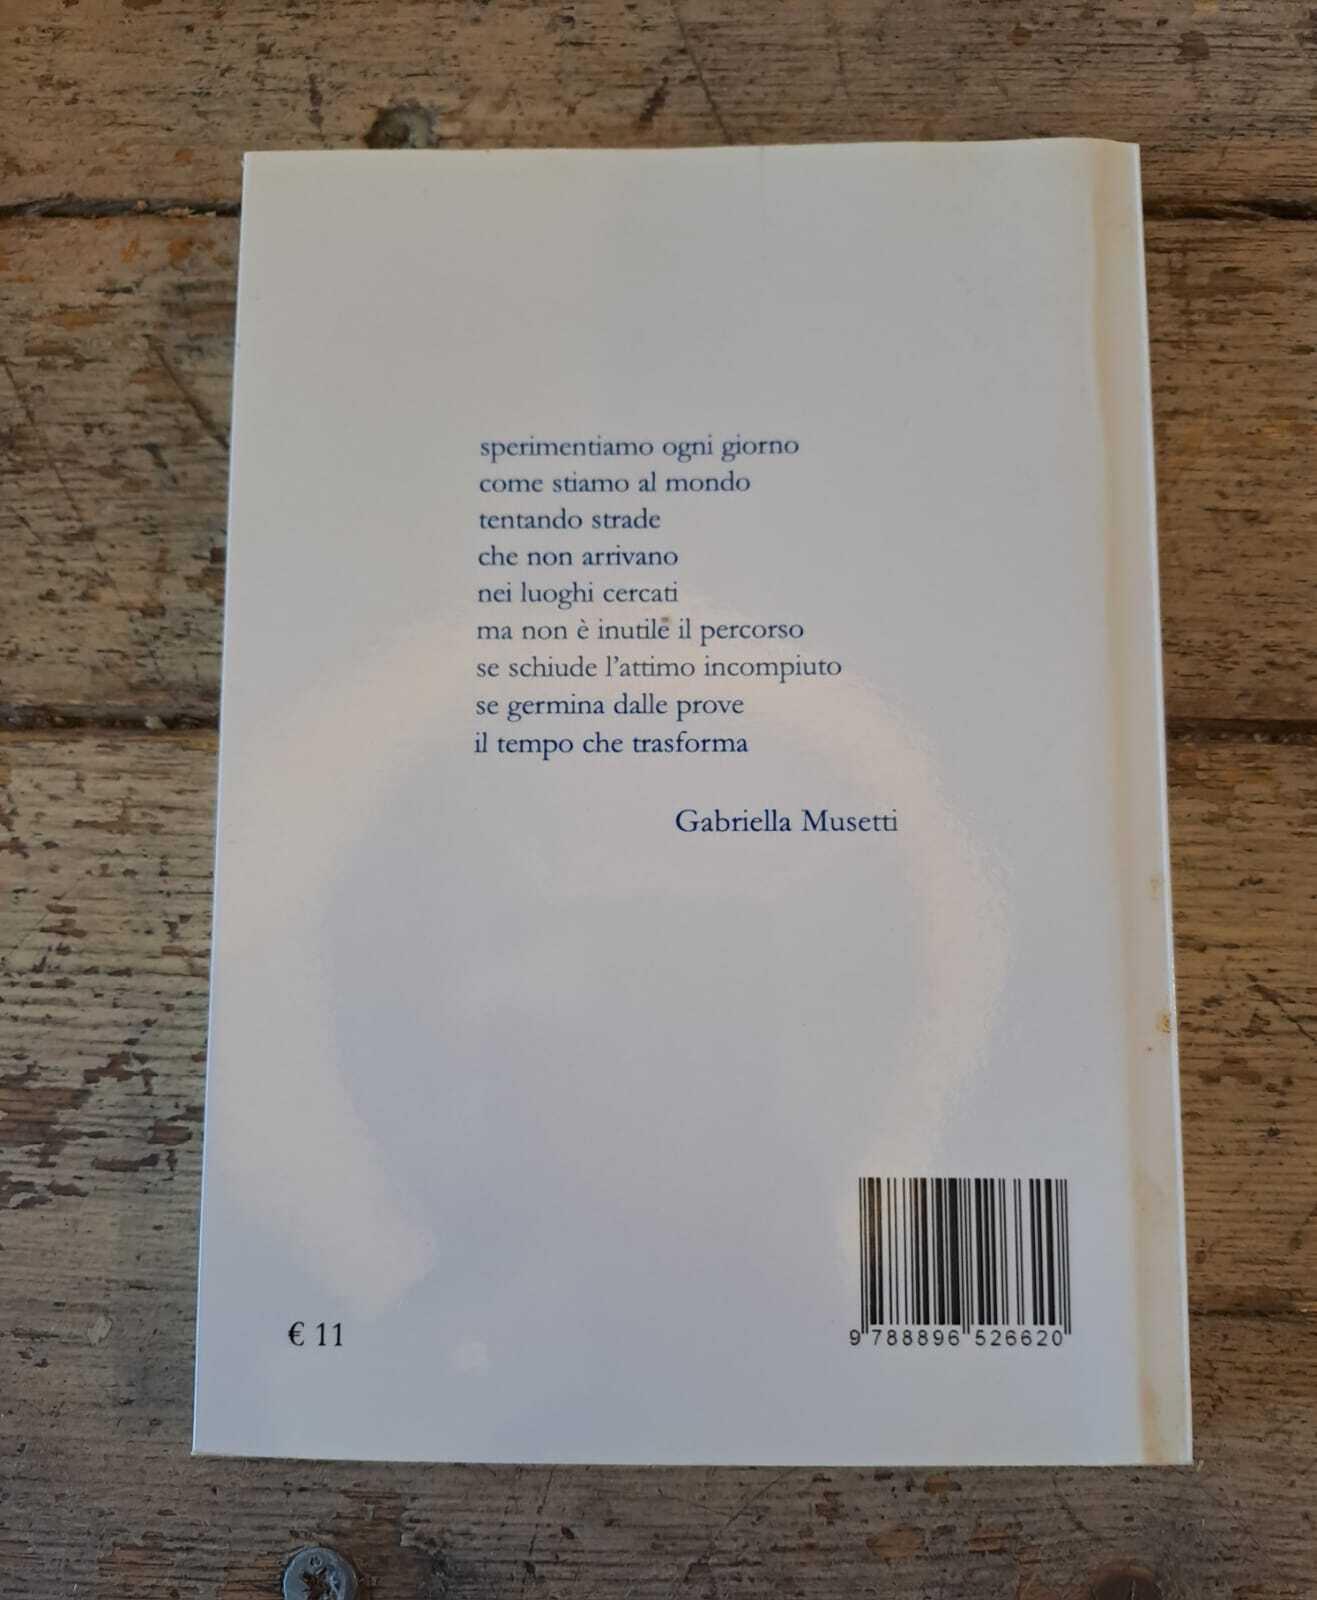 sperimentiamo ogni giorno
come stiamo al mondo
tentando strade
che non arrivano
nei luoghi cercati
ma non è inutile il percorso
se schiude l’attimo incompiuto
se germina dalle prove
il tempo che trasforma
Gabriella Musetti
€ 11
9 788896 526620